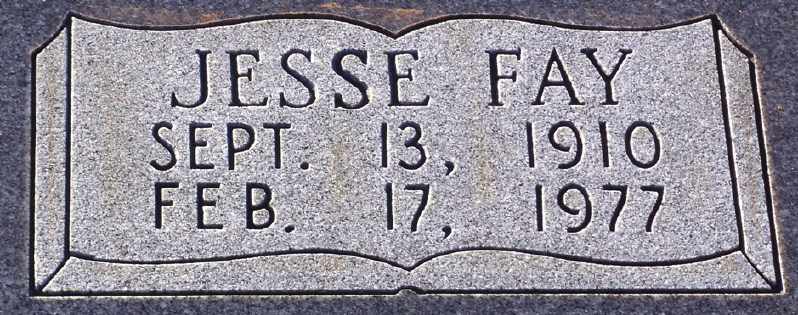 JESSE FAY
SEPT. 13, 1910
FEB. 17, 1977